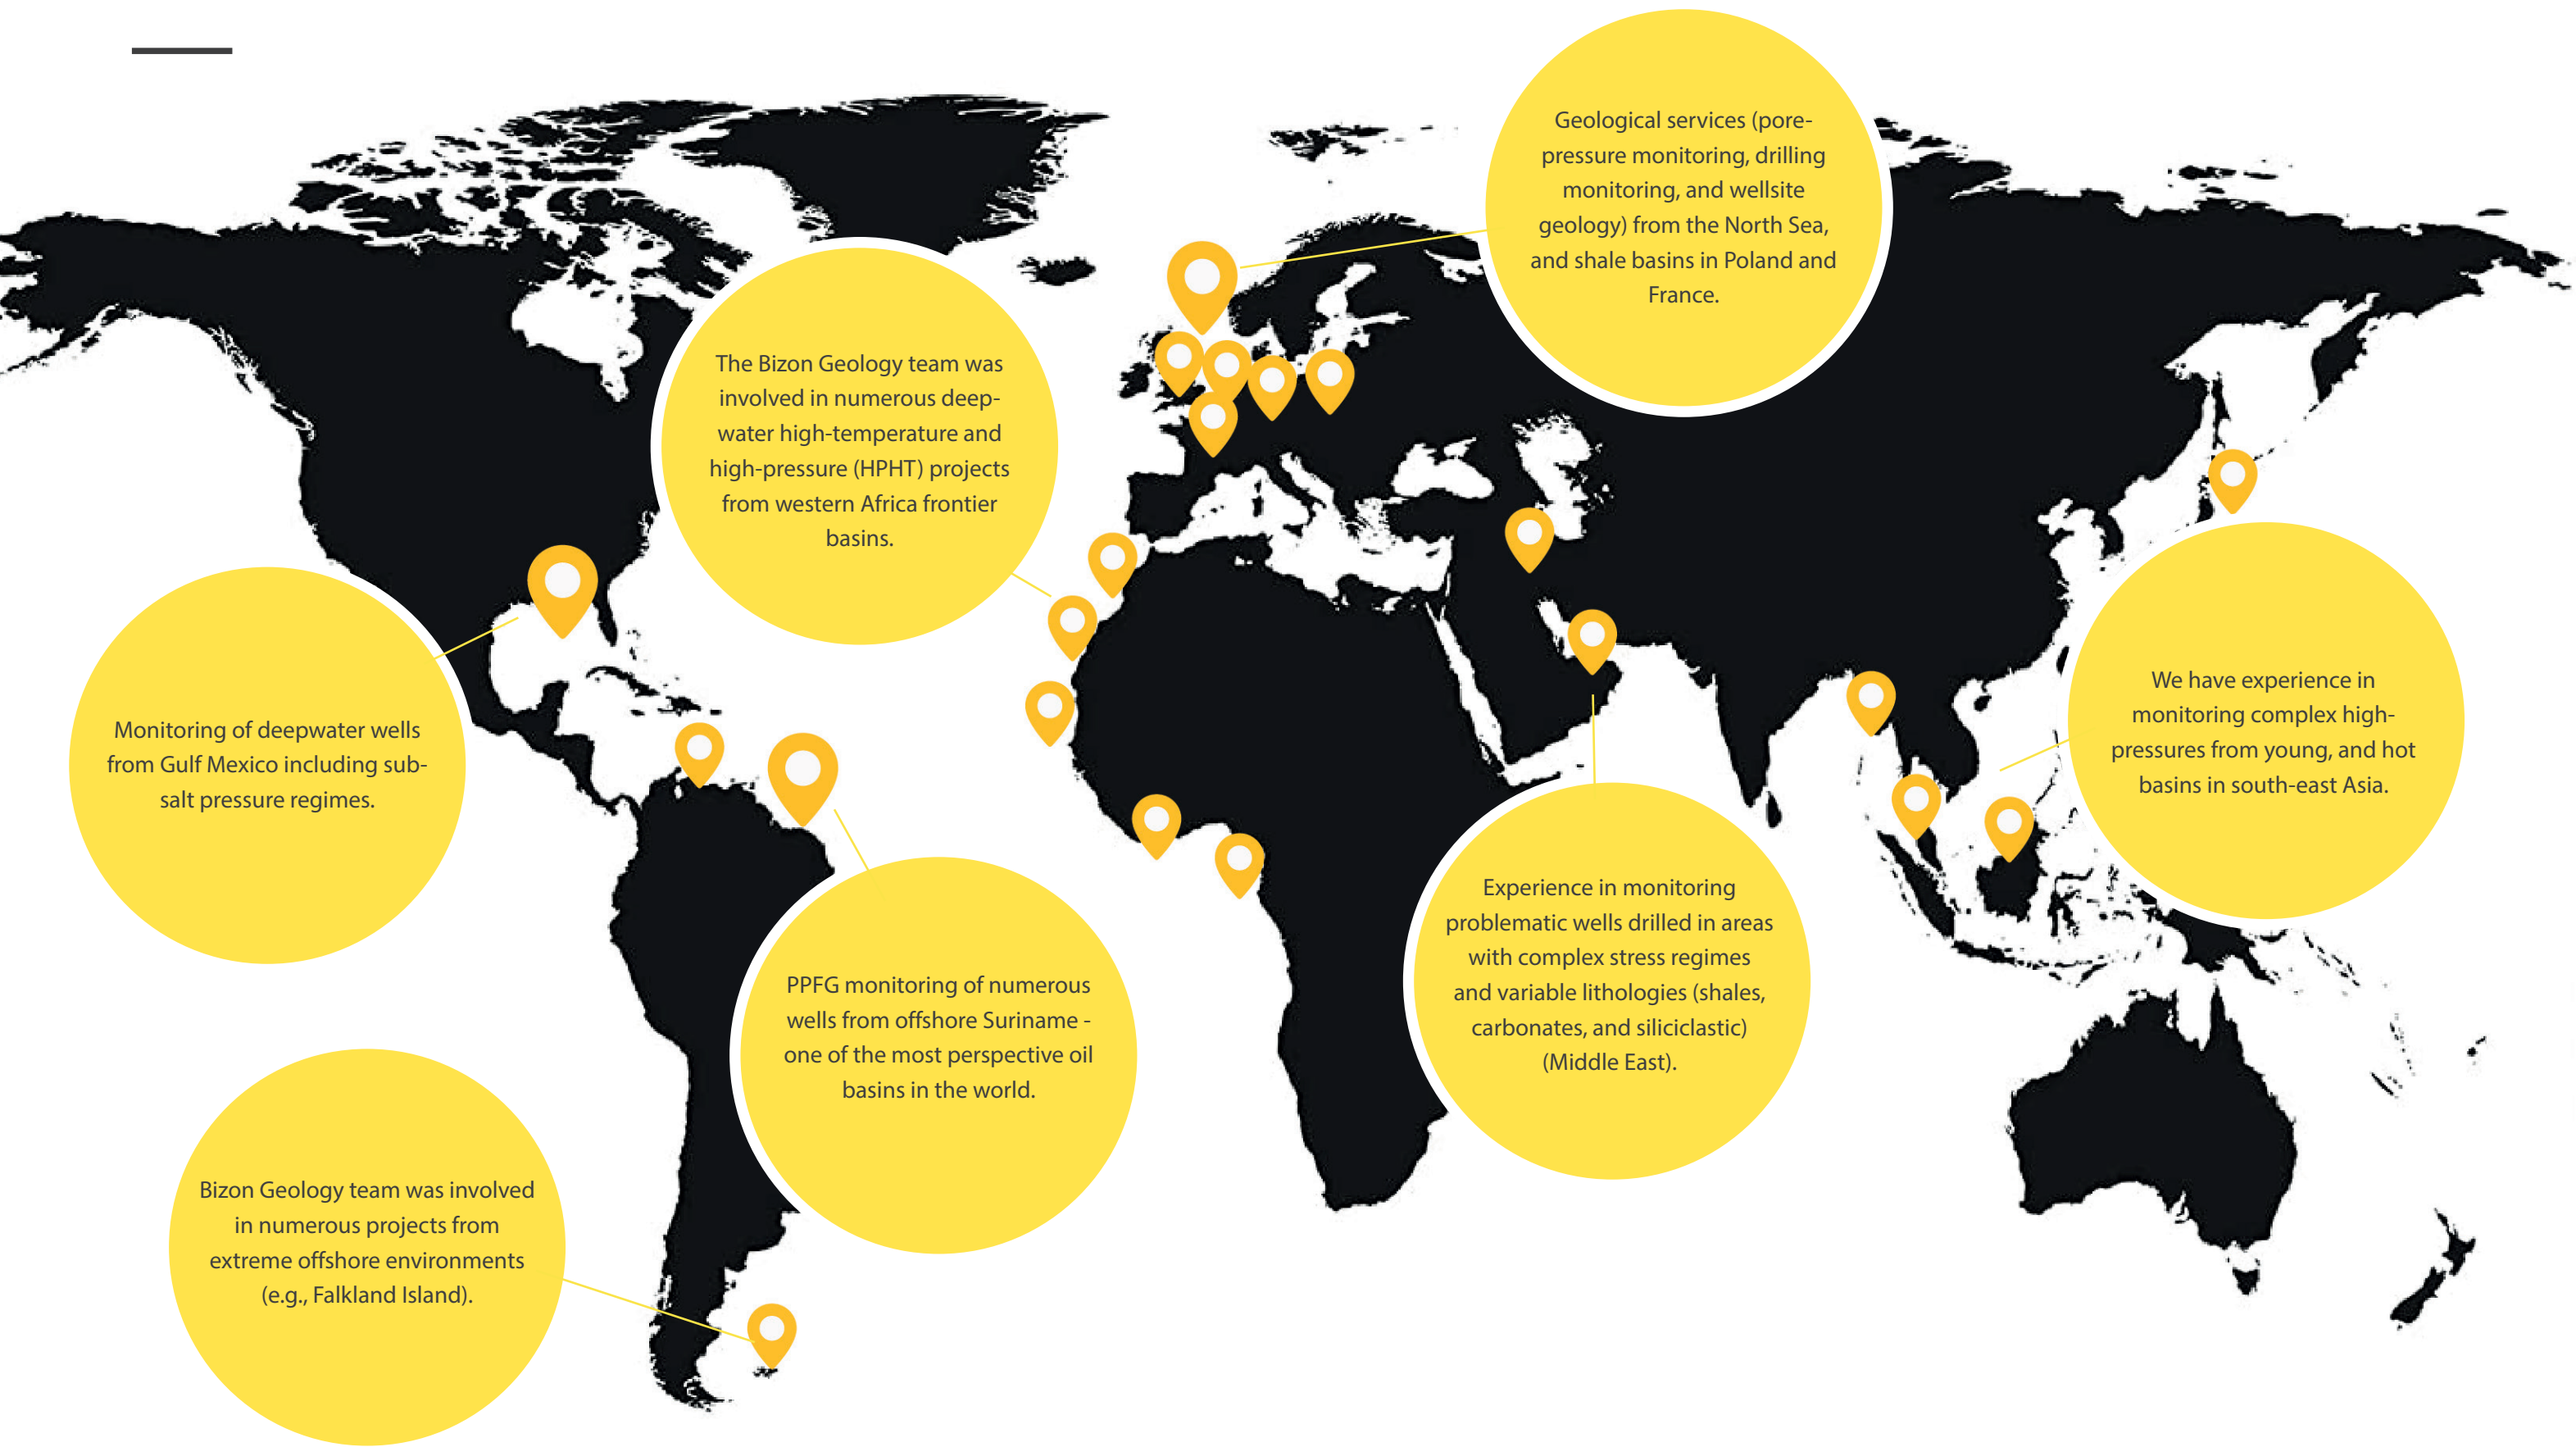 Geological services (pore-
pressure monitoring, drilling
monitoring, and wellsite
geology) from the North Sea,
and shale basins in Poland and
France.
The Bizon Geology team was
involved in numerous deep-
water high-temperature and
high-pressure (HPHT) projects
from western Africa frontier
basins.
Monitoring of deepwater wells
from Gulf Mexico including sub-
salt pressure regimes.
We have experience in
monitoring complex high-
pressures from young, and hot
basins in south-east Asia.
Experience in monitoring
problematic wells drilled in areas
with complex stress regimes
and variable lithologies (shales,
carbonates, and siliciclastic)
(Middle East).
PPFG monitoring of numerous
wells from offshore Suriname -
one of the most perspective oil
basins in the world.
Bizon Geology team was involved
in numerous projects from
extreme offshore environments
(e.g., Falkland Island).